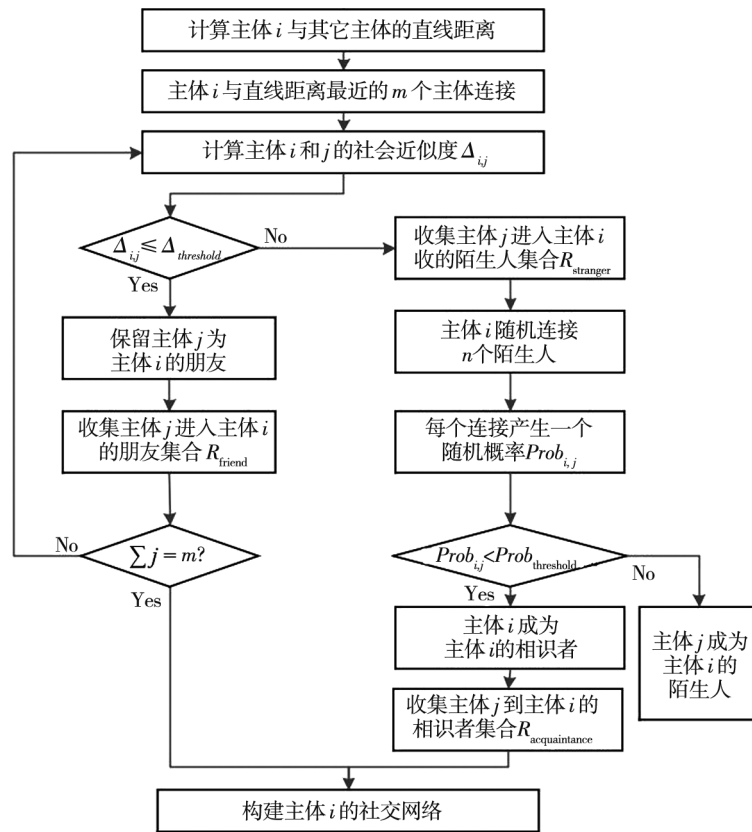 计算主体i与其它主体的直线距离
主体i与直线距离最近的m个主体连接
计算主体i和j的社会近似度Δi,j
Δi,j≤Δthreshold
No
Yes
收集主体j进入主体i
收的陌生人集合Rstranger
保留主体j为
主体i的朋友
主体i随机连接
n个陌生人
收集主体j进入主体i
的朋友集合Rfriend
每个连接产生一个
随机概率Probi,j
No
∑j=m?
Yes
Probi,j<Probthreshold
No
Yes
主体i成为
主体i的相识者
主体j成为
主体i的
陌生人
收集主体j到主体i的
相识者集合Racquaintance
构建主体i的社交网络